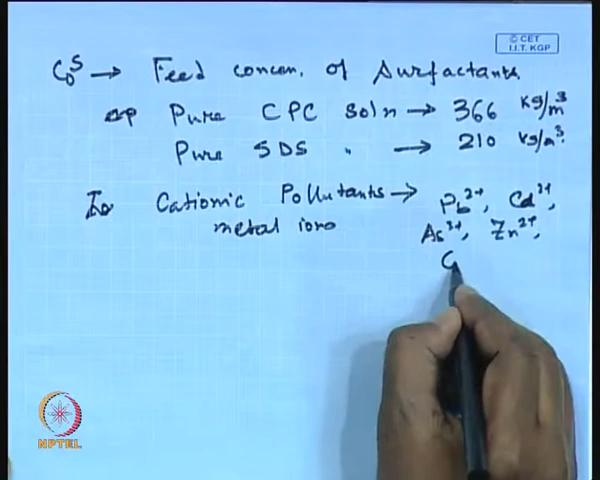 © CET
I.I.T. KGP
C₀ˢ → Feed concn. of Surfactants.
Pure CPC soln → 366 kg/m³
Pure SDS " → 210 kg/m³.
Cationic Pollutants → Pb²⁺, Cd²⁺,
metal ions As³⁺, Zn²⁺,
C
NPTEL